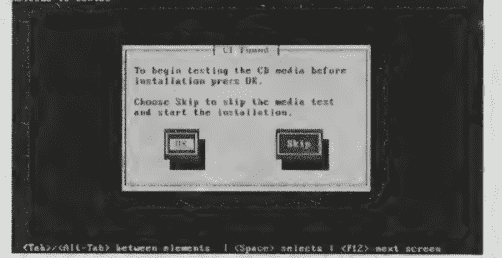 CD Found
To begin testing the CD media before
installation press OK.
Choose Skip to skip the media test
and start the installation.
OK
Skip
<Tab>/<Alt-Tab> between elements | <Space> selects | <F12> next screen